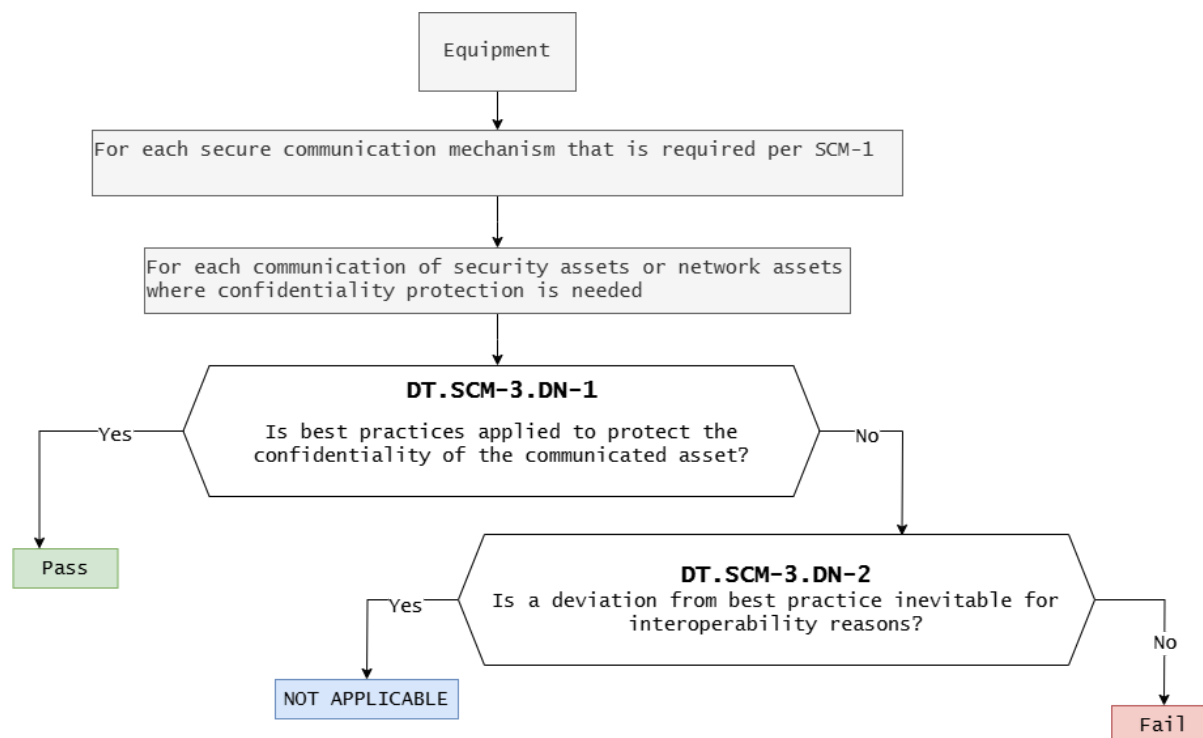 Equipment
For each secure communication mechanism that is required per SCM-1
For each communication of security assets or network assets
where confidentiality protection is needed
DT.SCM-3.DN-1
Is best practices applied to protect the
confidentiality of the communicated asset?
Yes
No
Pass
DT.SCM-3.DN-2
Is a deviation from best practice inevitable for
interoperability reasons?
Yes
No
NOT APPLICABLE
Fail